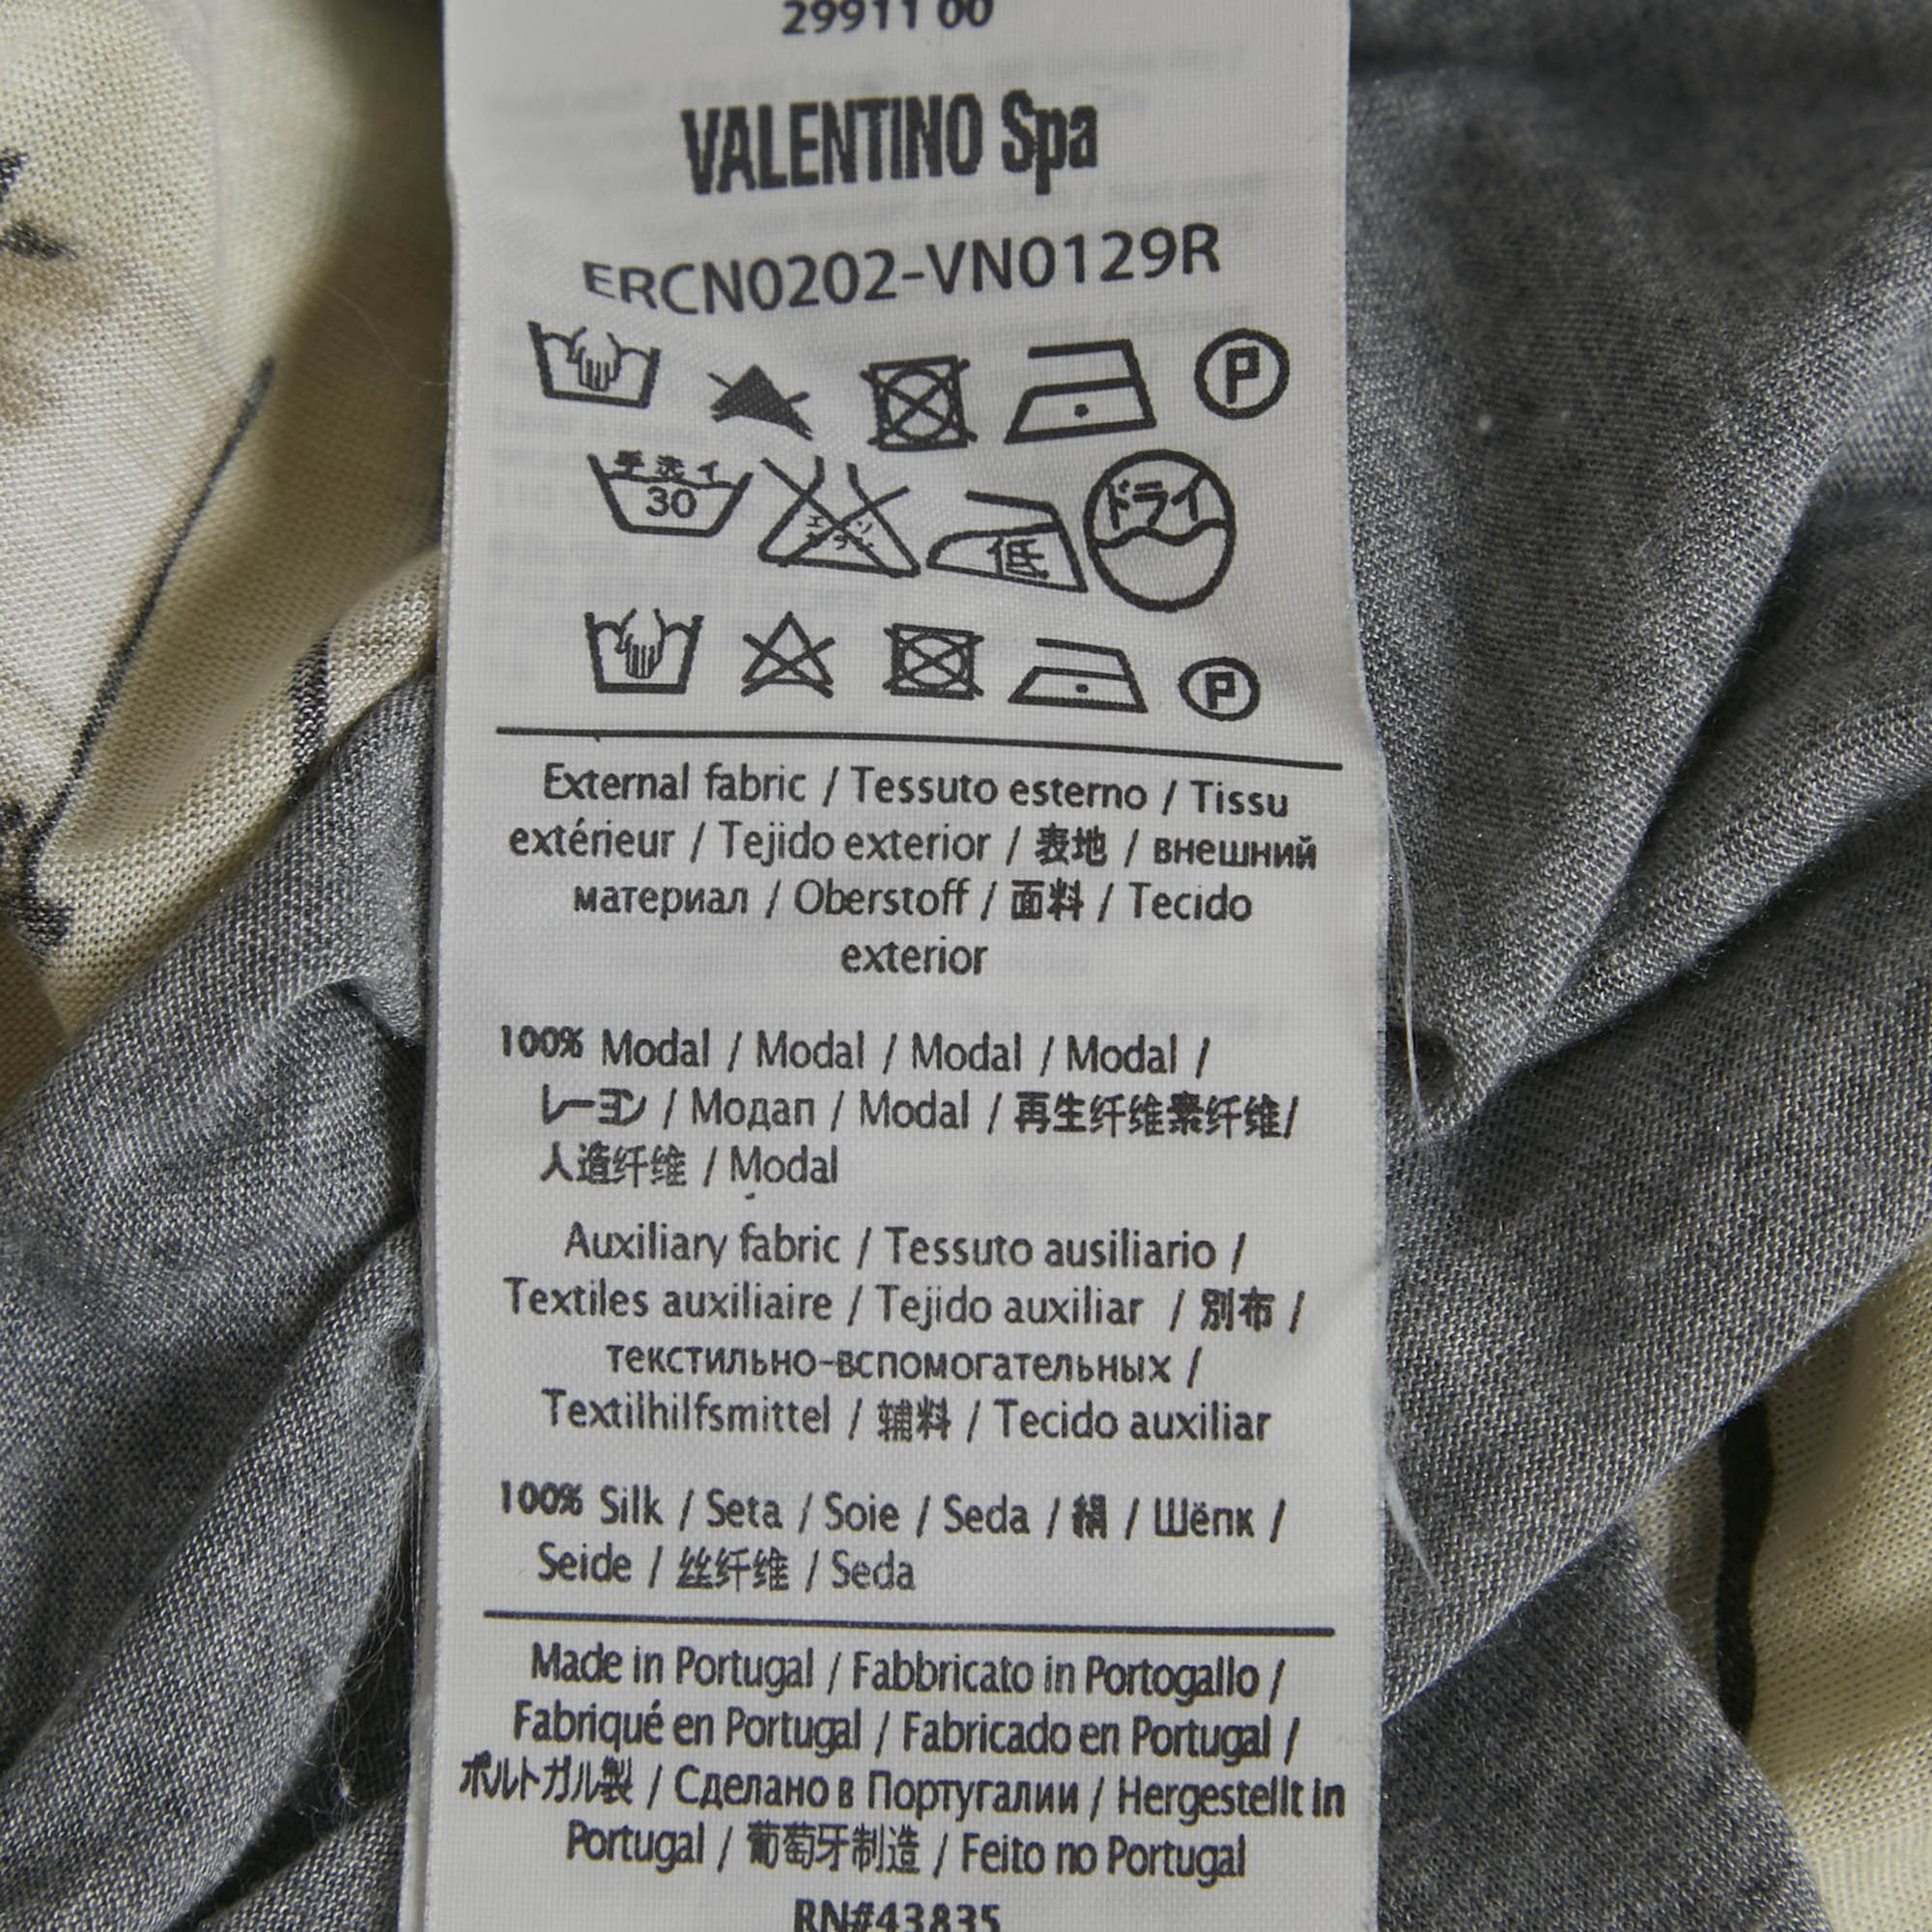 29911 00
VALENTINO Spa
ERCN0202-VN0129R
P
手洗イ
30
エンソ
低
ドライ
P
External fabric / Tessuto esterno / Tissu
extérieur / Tejido exterior / 表地 / внешний
материал / Oberstoff / 面料 / Tecido
exterior
100% Modal / Modal / Modal / Modal /
レーヨン / Модап / Modal / 再生纤维素纤维/
人造纤维 / Modal
Auxiliary fabric / Tessuto ausiliario /
Textiles auxiliaire / Tejido auxiliar / 別布 /
текстильно-вспомогательных /
Textilhilfsmittel / 辅料 / Tecido auxiliar
100% Silk / Seta / Soie / Seda / 絹 / Шёпк /
Seide / 丝纤维 / Seda
Made in Portugal / Fabbricato in Portogallo /
Fabriqué en Portugal / Fabricado en Portugal /
ポルトガル製 / Сделано в Португалии / Hergestellt in
Portugal / 葡萄牙制造 / Feito no Portugal
RN#43835